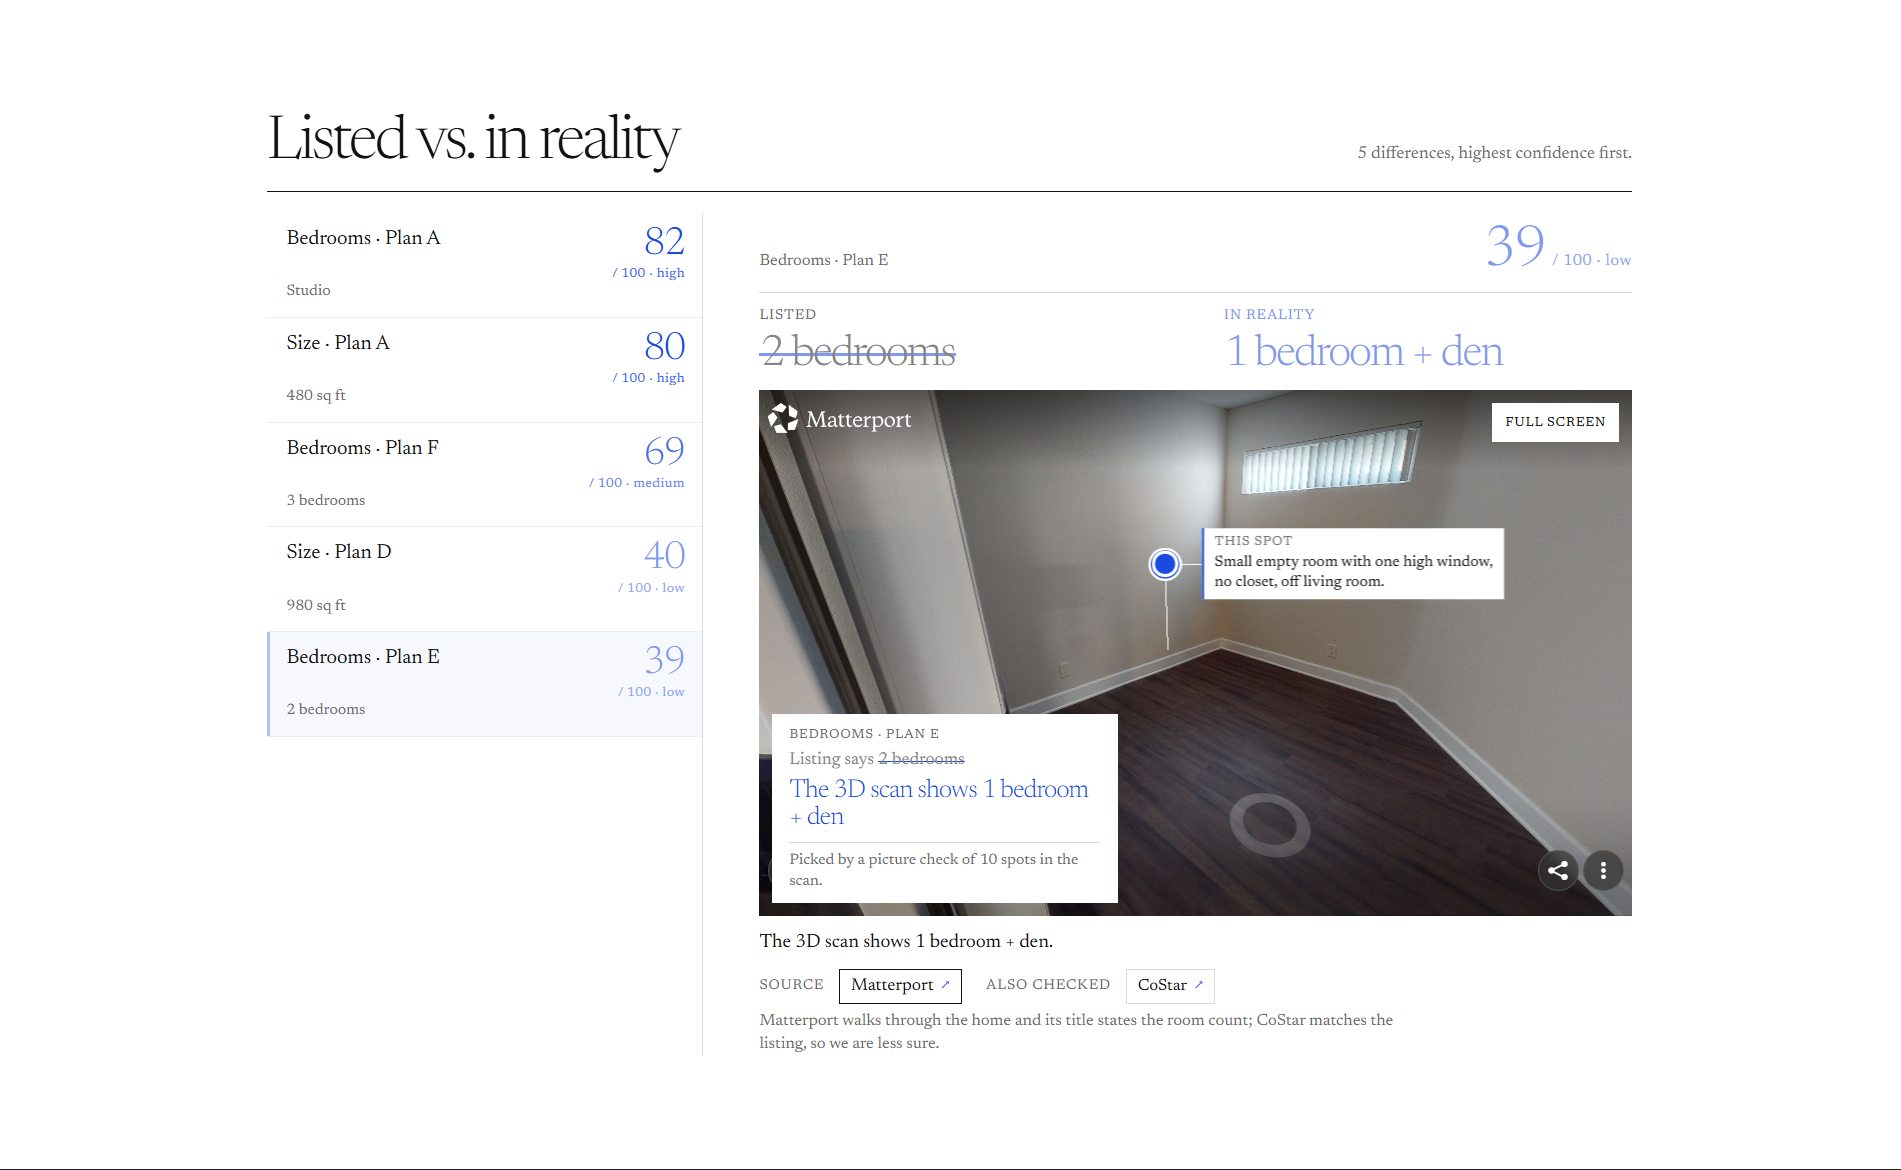 Listed vs. in reality
5 differences, highest confidence first.
Bedrooms · Plan A
82
/ 100 · high
Studio
Size · Plan A
80
/ 100 · high
480 sq ft
Bedrooms · Plan F
69
/ 100 · medium
3 bedrooms
Size · Plan D
40
/ 100 · low
980 sq ft
Bedrooms · Plan E
39
/ 100 · low
2 bedrooms
Bedrooms · Plan E
39 / 100 · low
LISTED
2 bedrooms
IN REALITY
1 bedroom + den
Matterport
FULL SCREEN
THIS SPOT
Small empty room with one high window,
no closet, off living room.
BEDROOMS · PLAN E
Listing says 2 bedrooms
The 3D scan shows 1 bedroom
+ den
Picked by a picture check of 10 spots in the
scan.
The 3D scan shows 1 bedroom + den.
SOURCE Matterport ↗ ALSO CHECKED CoStar ↗
Matterport walks through the home and its title states the room count; CoStar matches the
listing, so we are less sure.